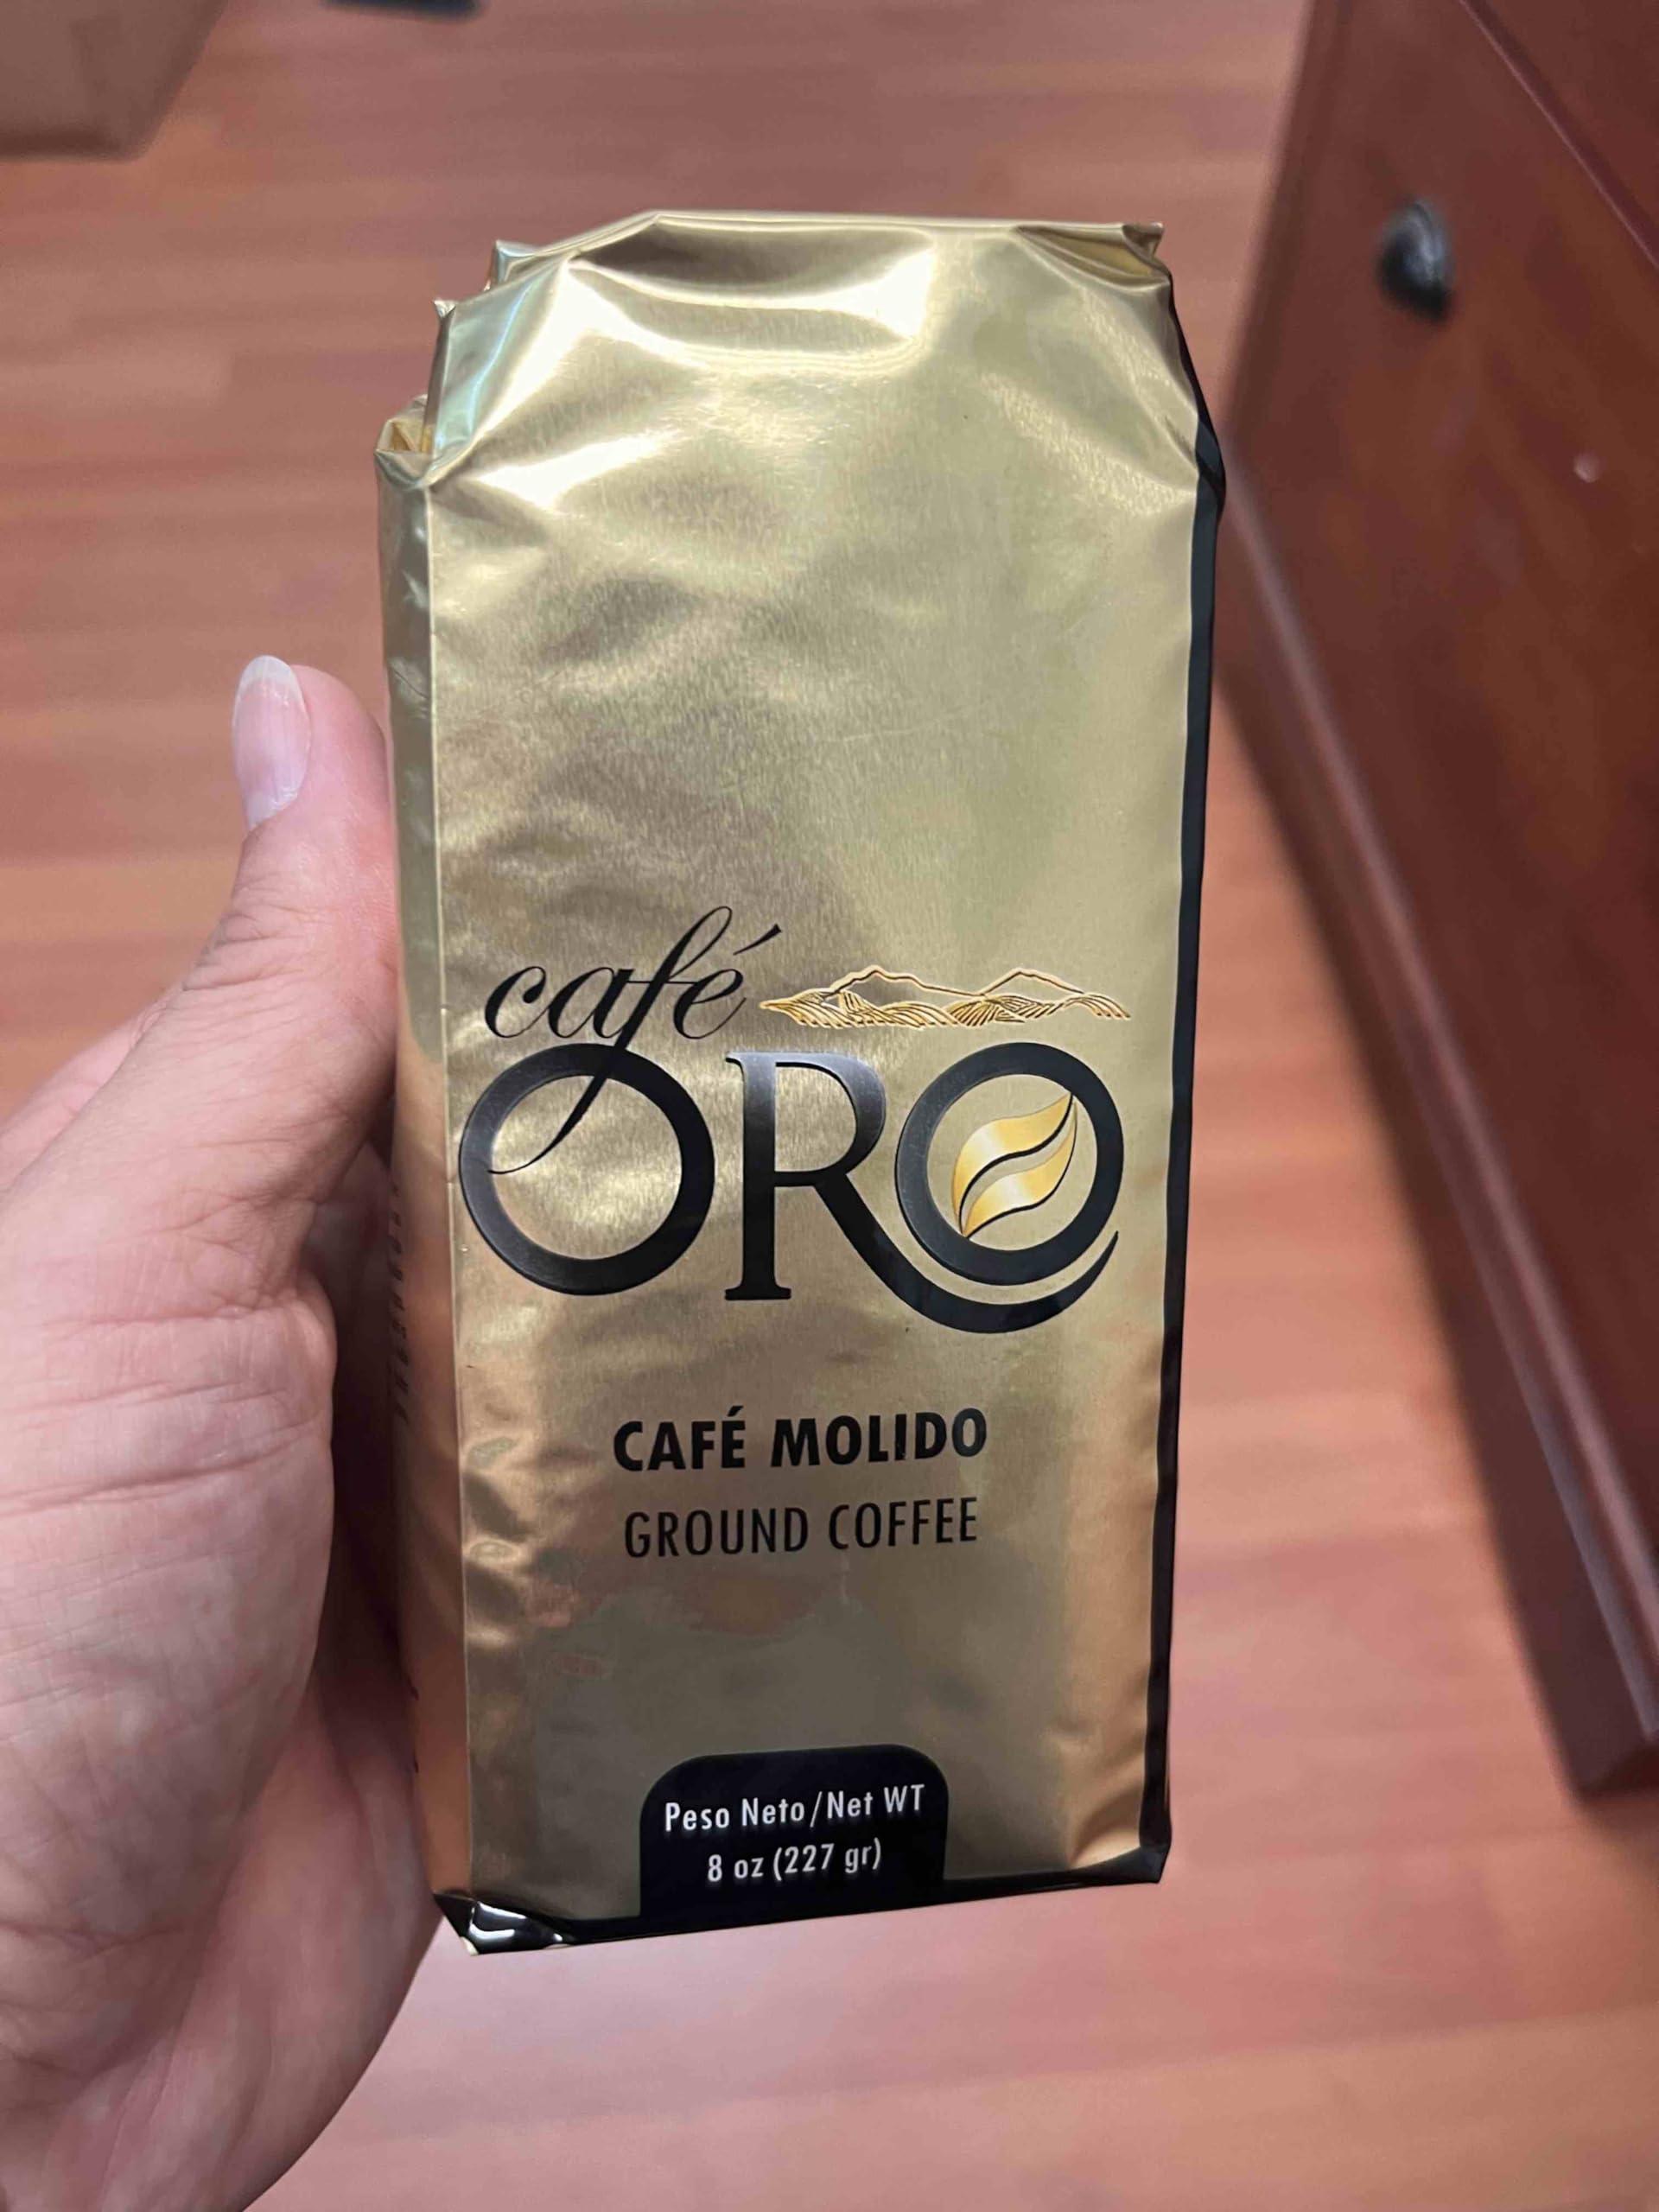 café
ORO
CAFÉ MOLIDO
GROUND COFFEE
Peso Neto/Net WT
8 oz (227 gr)